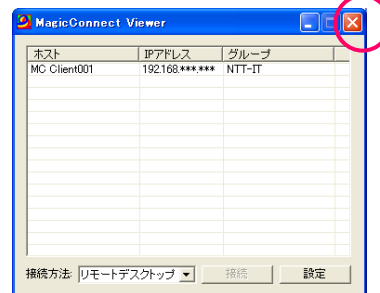 MagicConnect Viewer
ホスト IPアドレス グループ
MC Client001 192.168.***.*** NTT-IT
接続方法: リモートデスクトップ 接続 設定